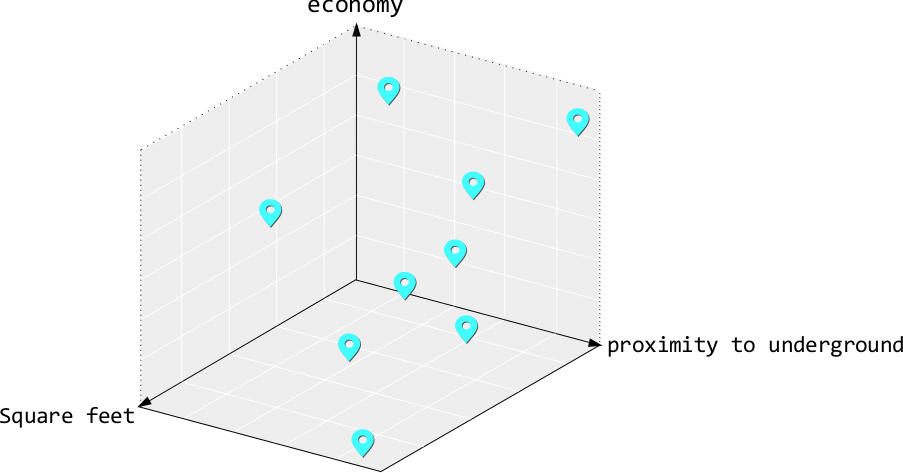 economy
proximity to underground
Square feet